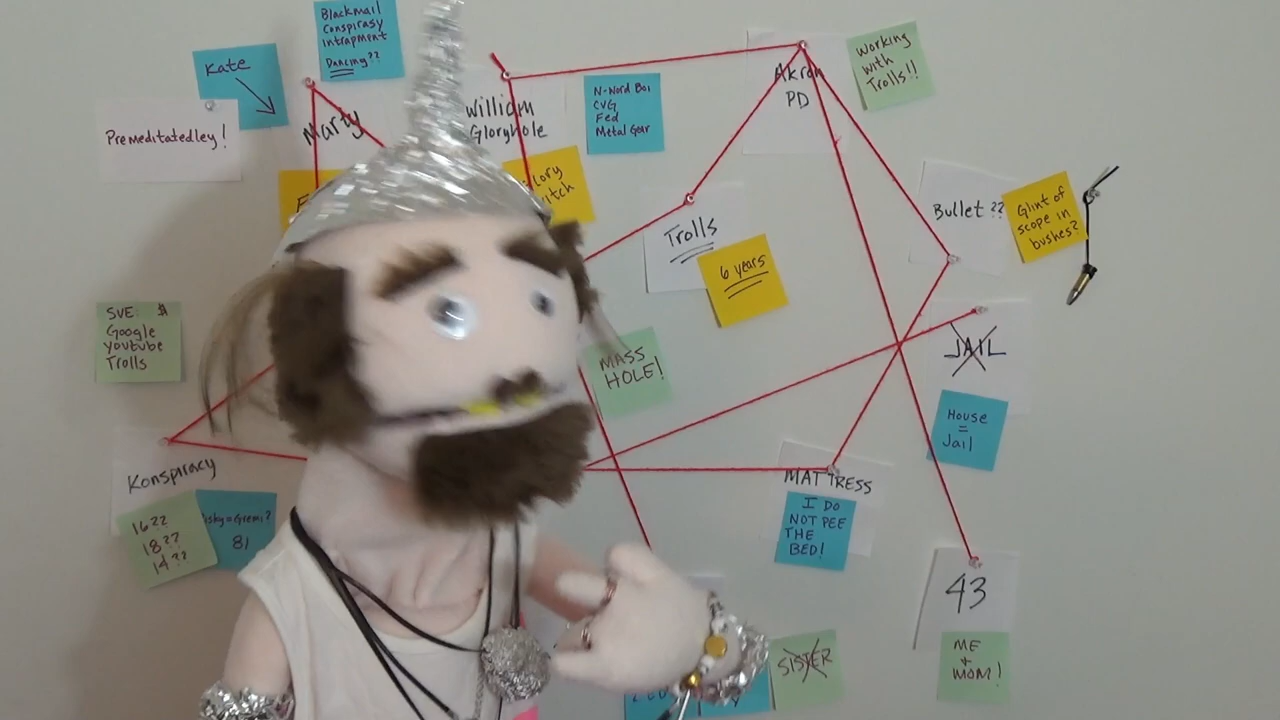 Blackmail
Conspirasy
Intrapment
Dancing??
Kate
Premeditatedley!
Marty
William
Gloryhole
N-Nord Boi
CVG
Fed
Metal Gear
Akron
PD
Working
with
Trolls!!
Trolls
6 years
Bullet ??
Glint of
scope in
bushes?
SVE: $
Google
Youtube
Trolls
MASS
HOLE!
JAIL
House
=
Jail
Konspiracy
16??
18??
14??
81
MATTRESS
I DO
NOT PEE
THE
BED!
43
ME
+
MOM!
SISTER